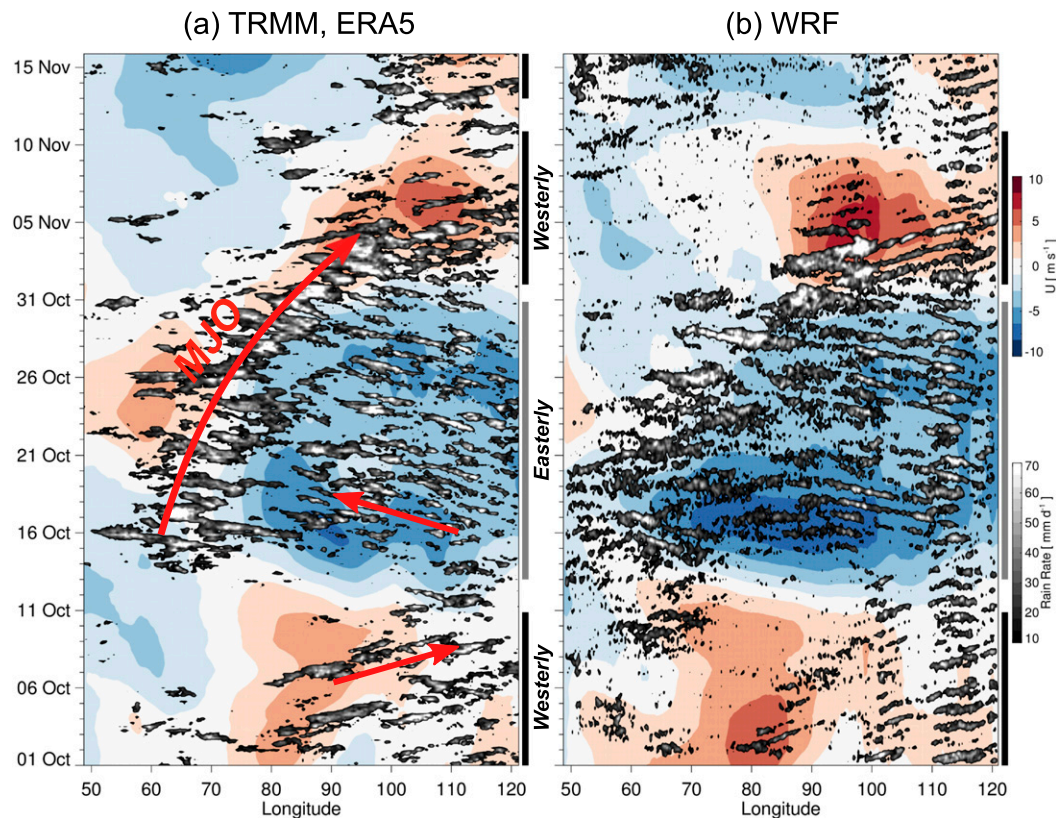 (a) TRMM, ERA5
(b) WRF
15 Nov
10 Nov
05 Nov
31 Oct
26 Oct
21 Oct
16 Oct
11 Oct
06 Oct
01 Oct
MJO
50 60 70 80 90 100 110 120
Longitude
Westerly
Easterly
Westerly
50 60 70 80 90 100 110 120
Longitude
10
5
0
-5
-10
U [ m s⁻¹]
70
60
50
40
30
20
10
Rain Rate [ mm d⁻¹]